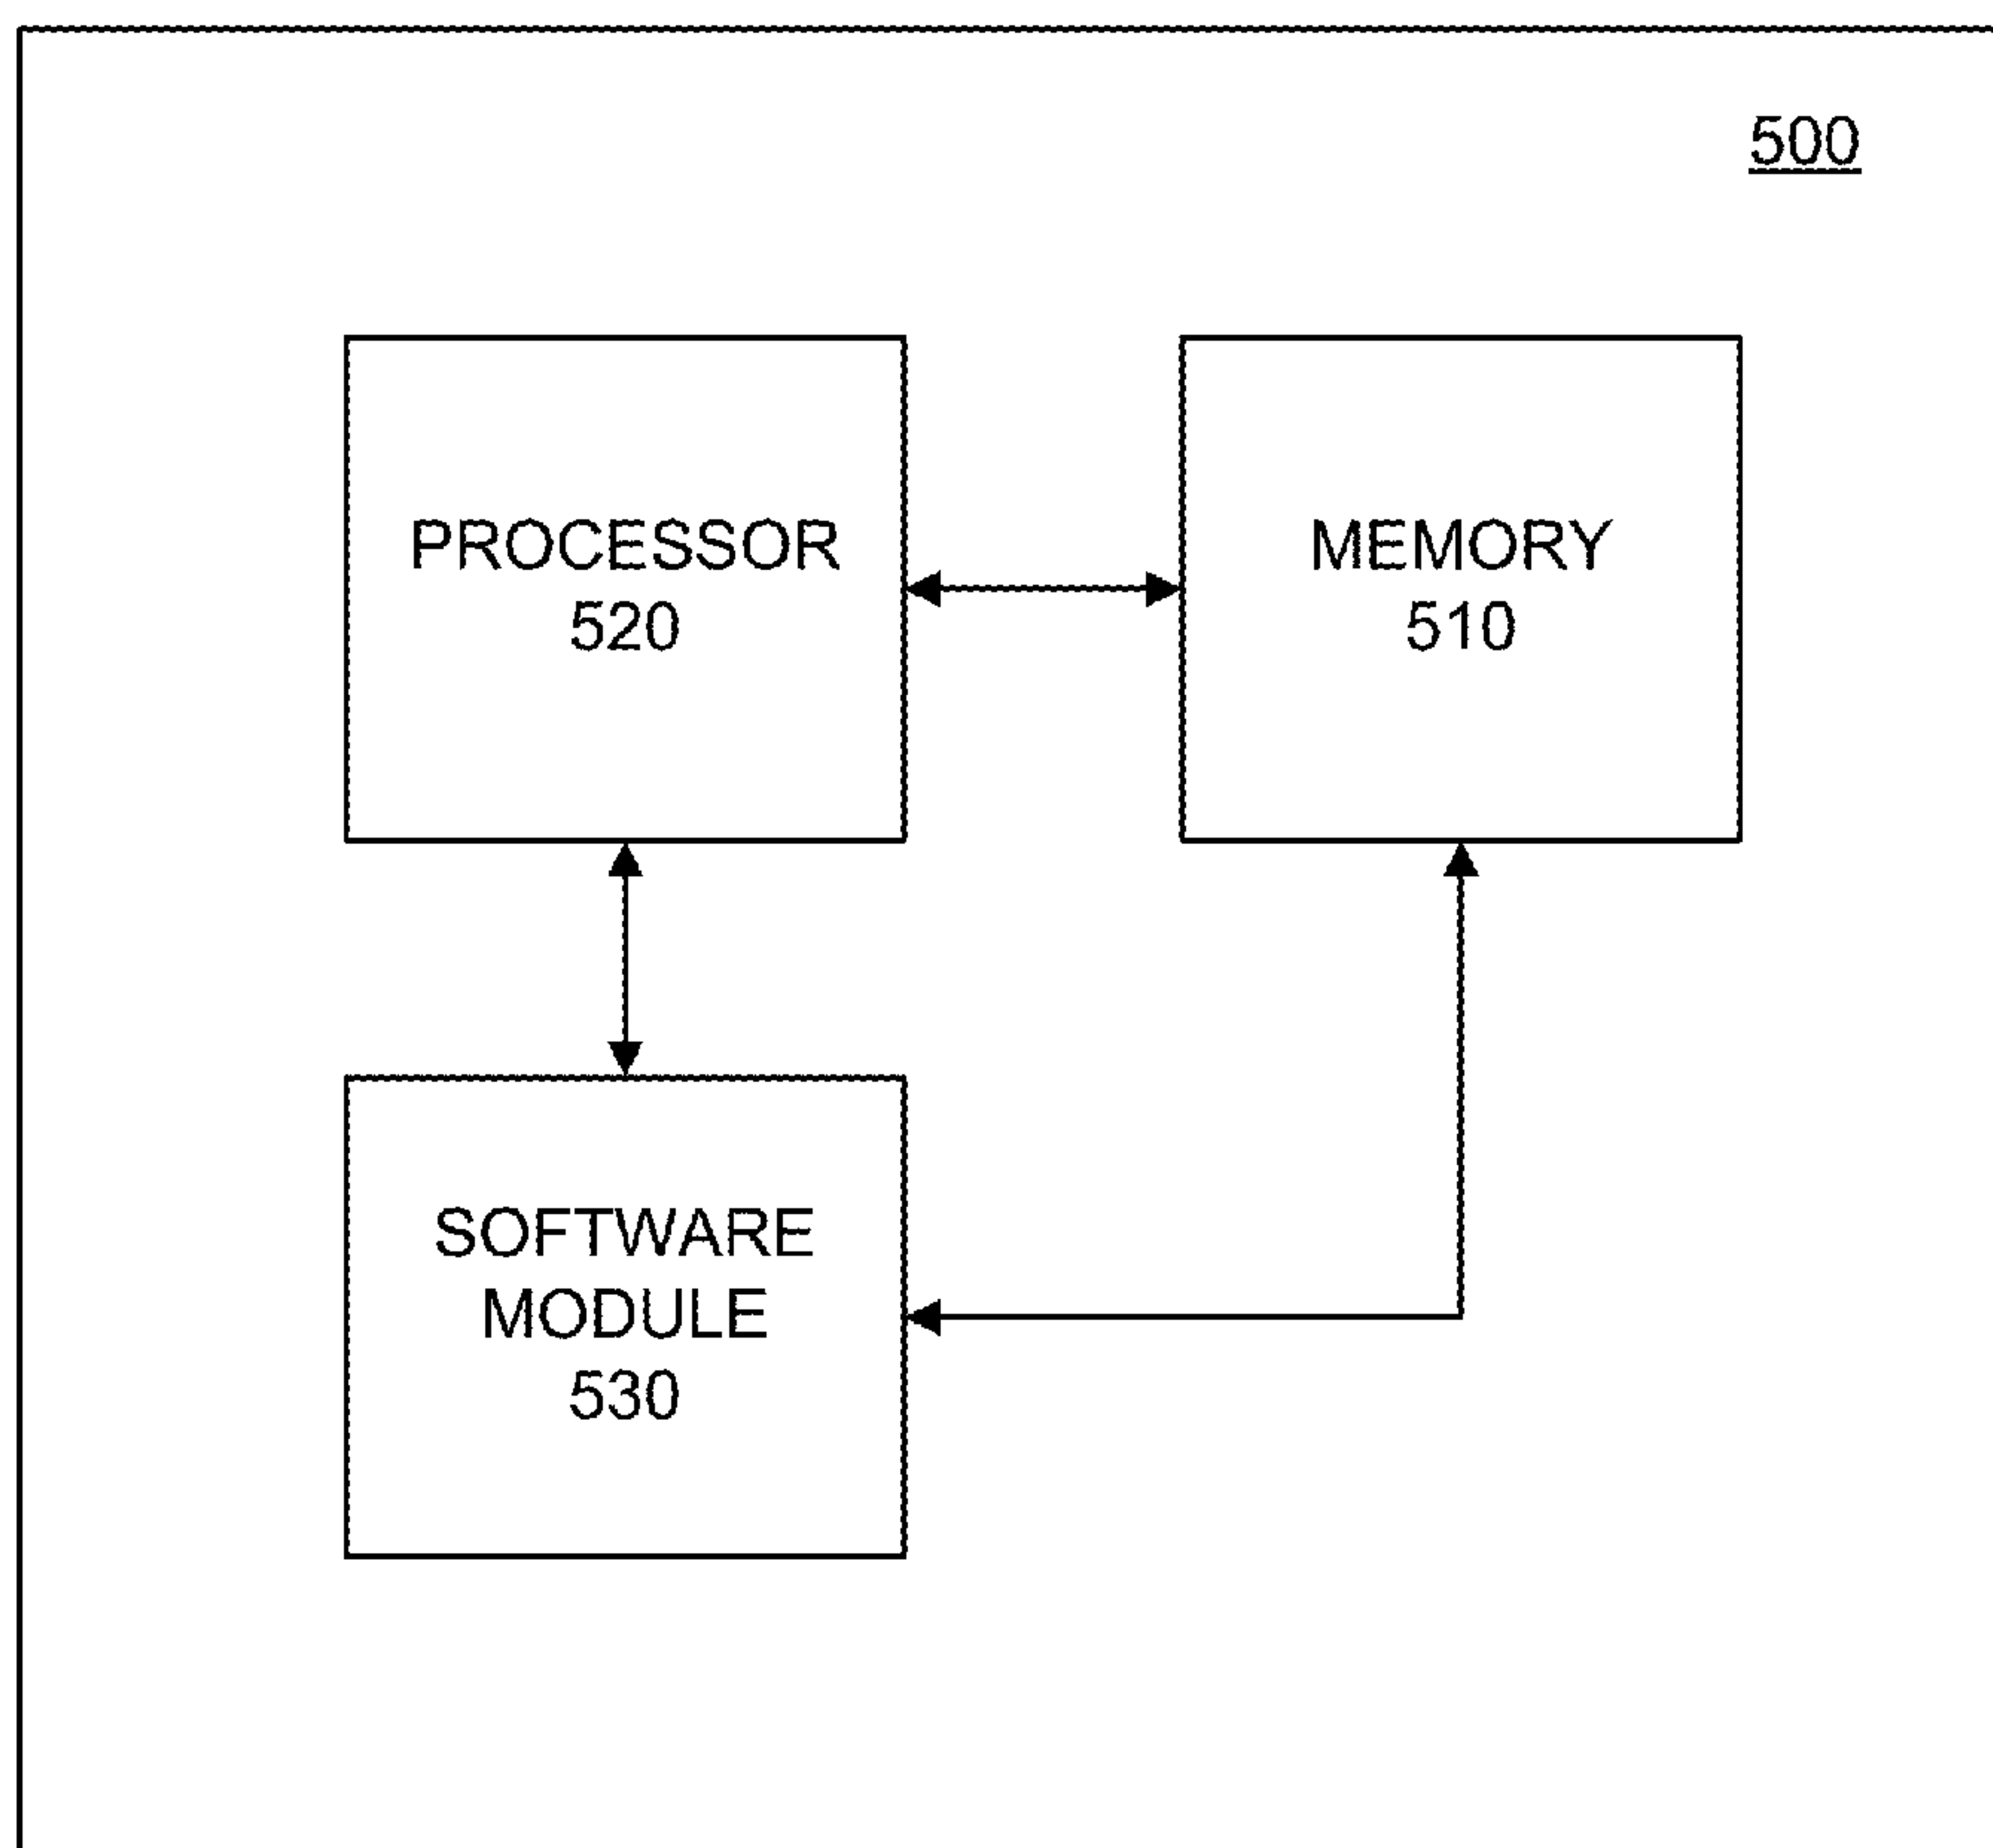 500
PROCESSOR
520
MEMORY
510
SOFTWARE
MODULE
530